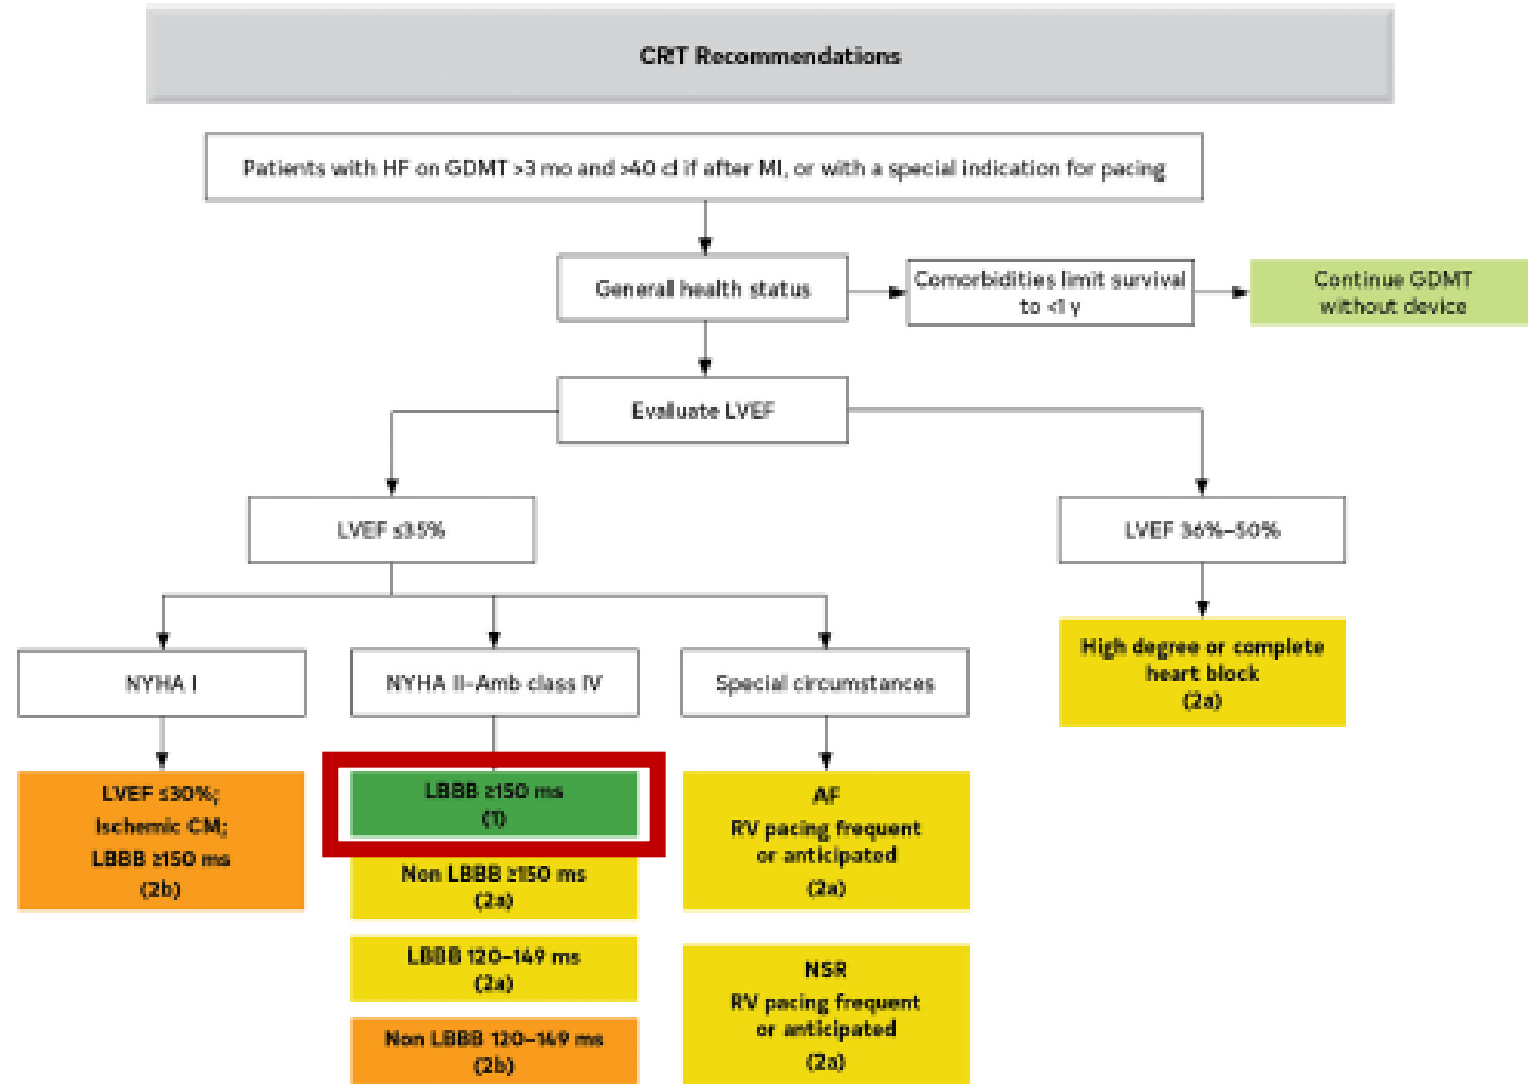 CRT Recommendations
Patients with HF on GDMT >3 mo and >40 d if after MI, or with a special indication for pacing
General health status
Comorbidities limit survival
to <1 y
Continue GDMT
without device
Evaluate LVEF
LVEF ≤35%
LVEF 36%–50%
NYHA I
NYHA II–Amb class IV
Special circumstances
High degree or complete
heart block
(2a)
LVEF ≤30%;
Ischemic CM;
LBBB ≥150 ms
(2b)
LBBB ≥150 ms
(1)
Non LBBB ≥150 ms
(2a)
LBBB 120–149 ms
(2a)
Non LBBB 120–149 ms
(2b)
AF
RV pacing frequent
or anticipated
(2a)
NSR
RV pacing frequent
or anticipated
(2a)